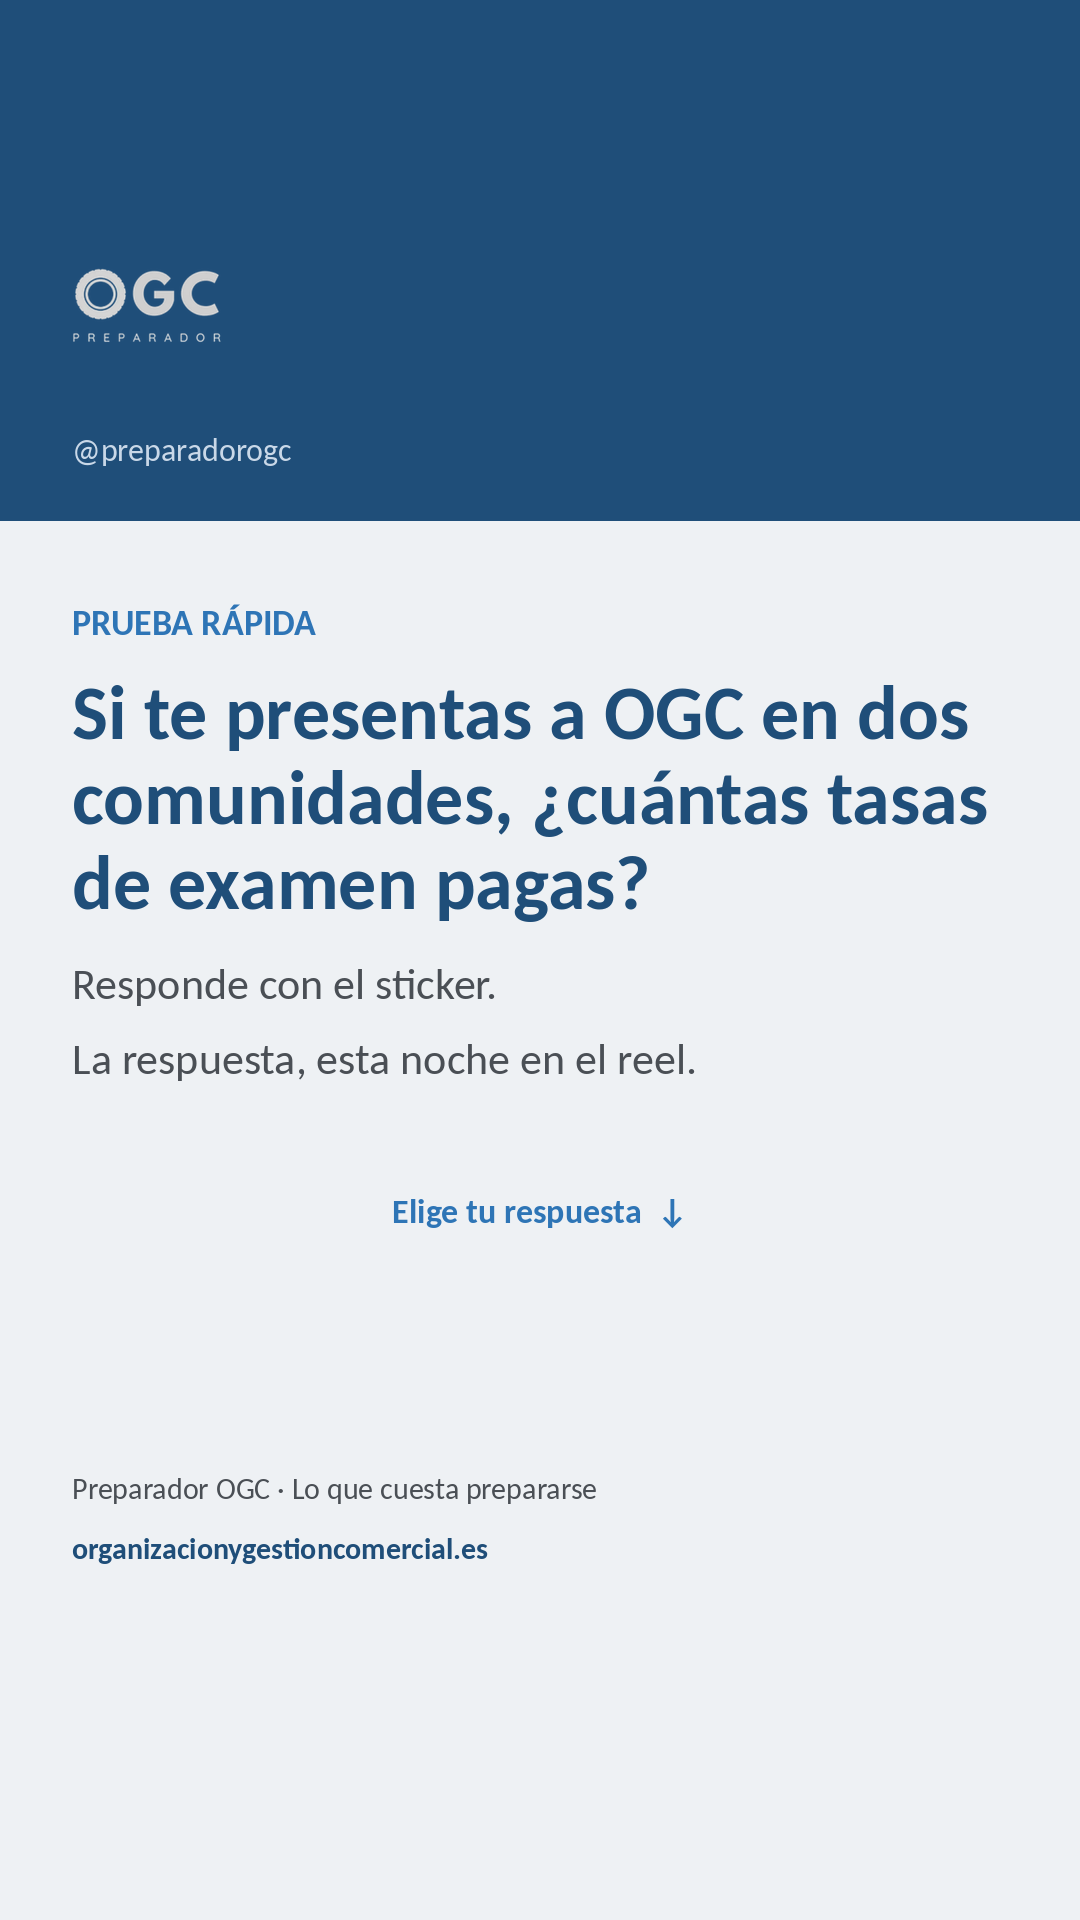 OGC
PREPARADOR
@preparadorogc
PRUEBA RÁPIDA
Si te presentas a OGC en dos
comunidades, ¿cuántas tasas
de examen pagas?
Responde con el sticker.
La respuesta, esta noche en el reel.
Elige tu respuesta ↓
Preparador OGC · Lo que cuesta prepararse
organizacionygestioncomercial.es